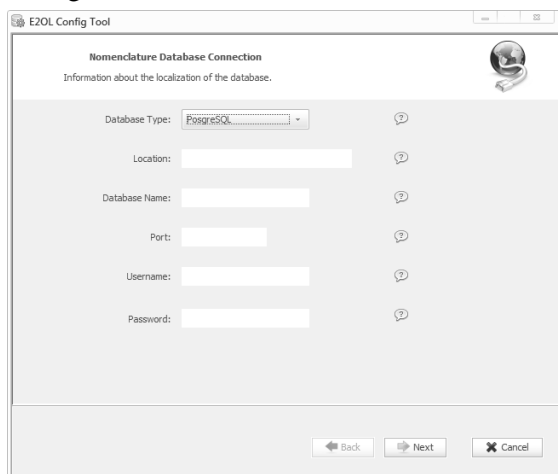 E2OL Config Tool
Nomenclature Database Connection
Information about the localization of the database.
Database Type: PosgreSQL
Location:
Database Name:
Port:
Username:
Password:
Back Next Cancel